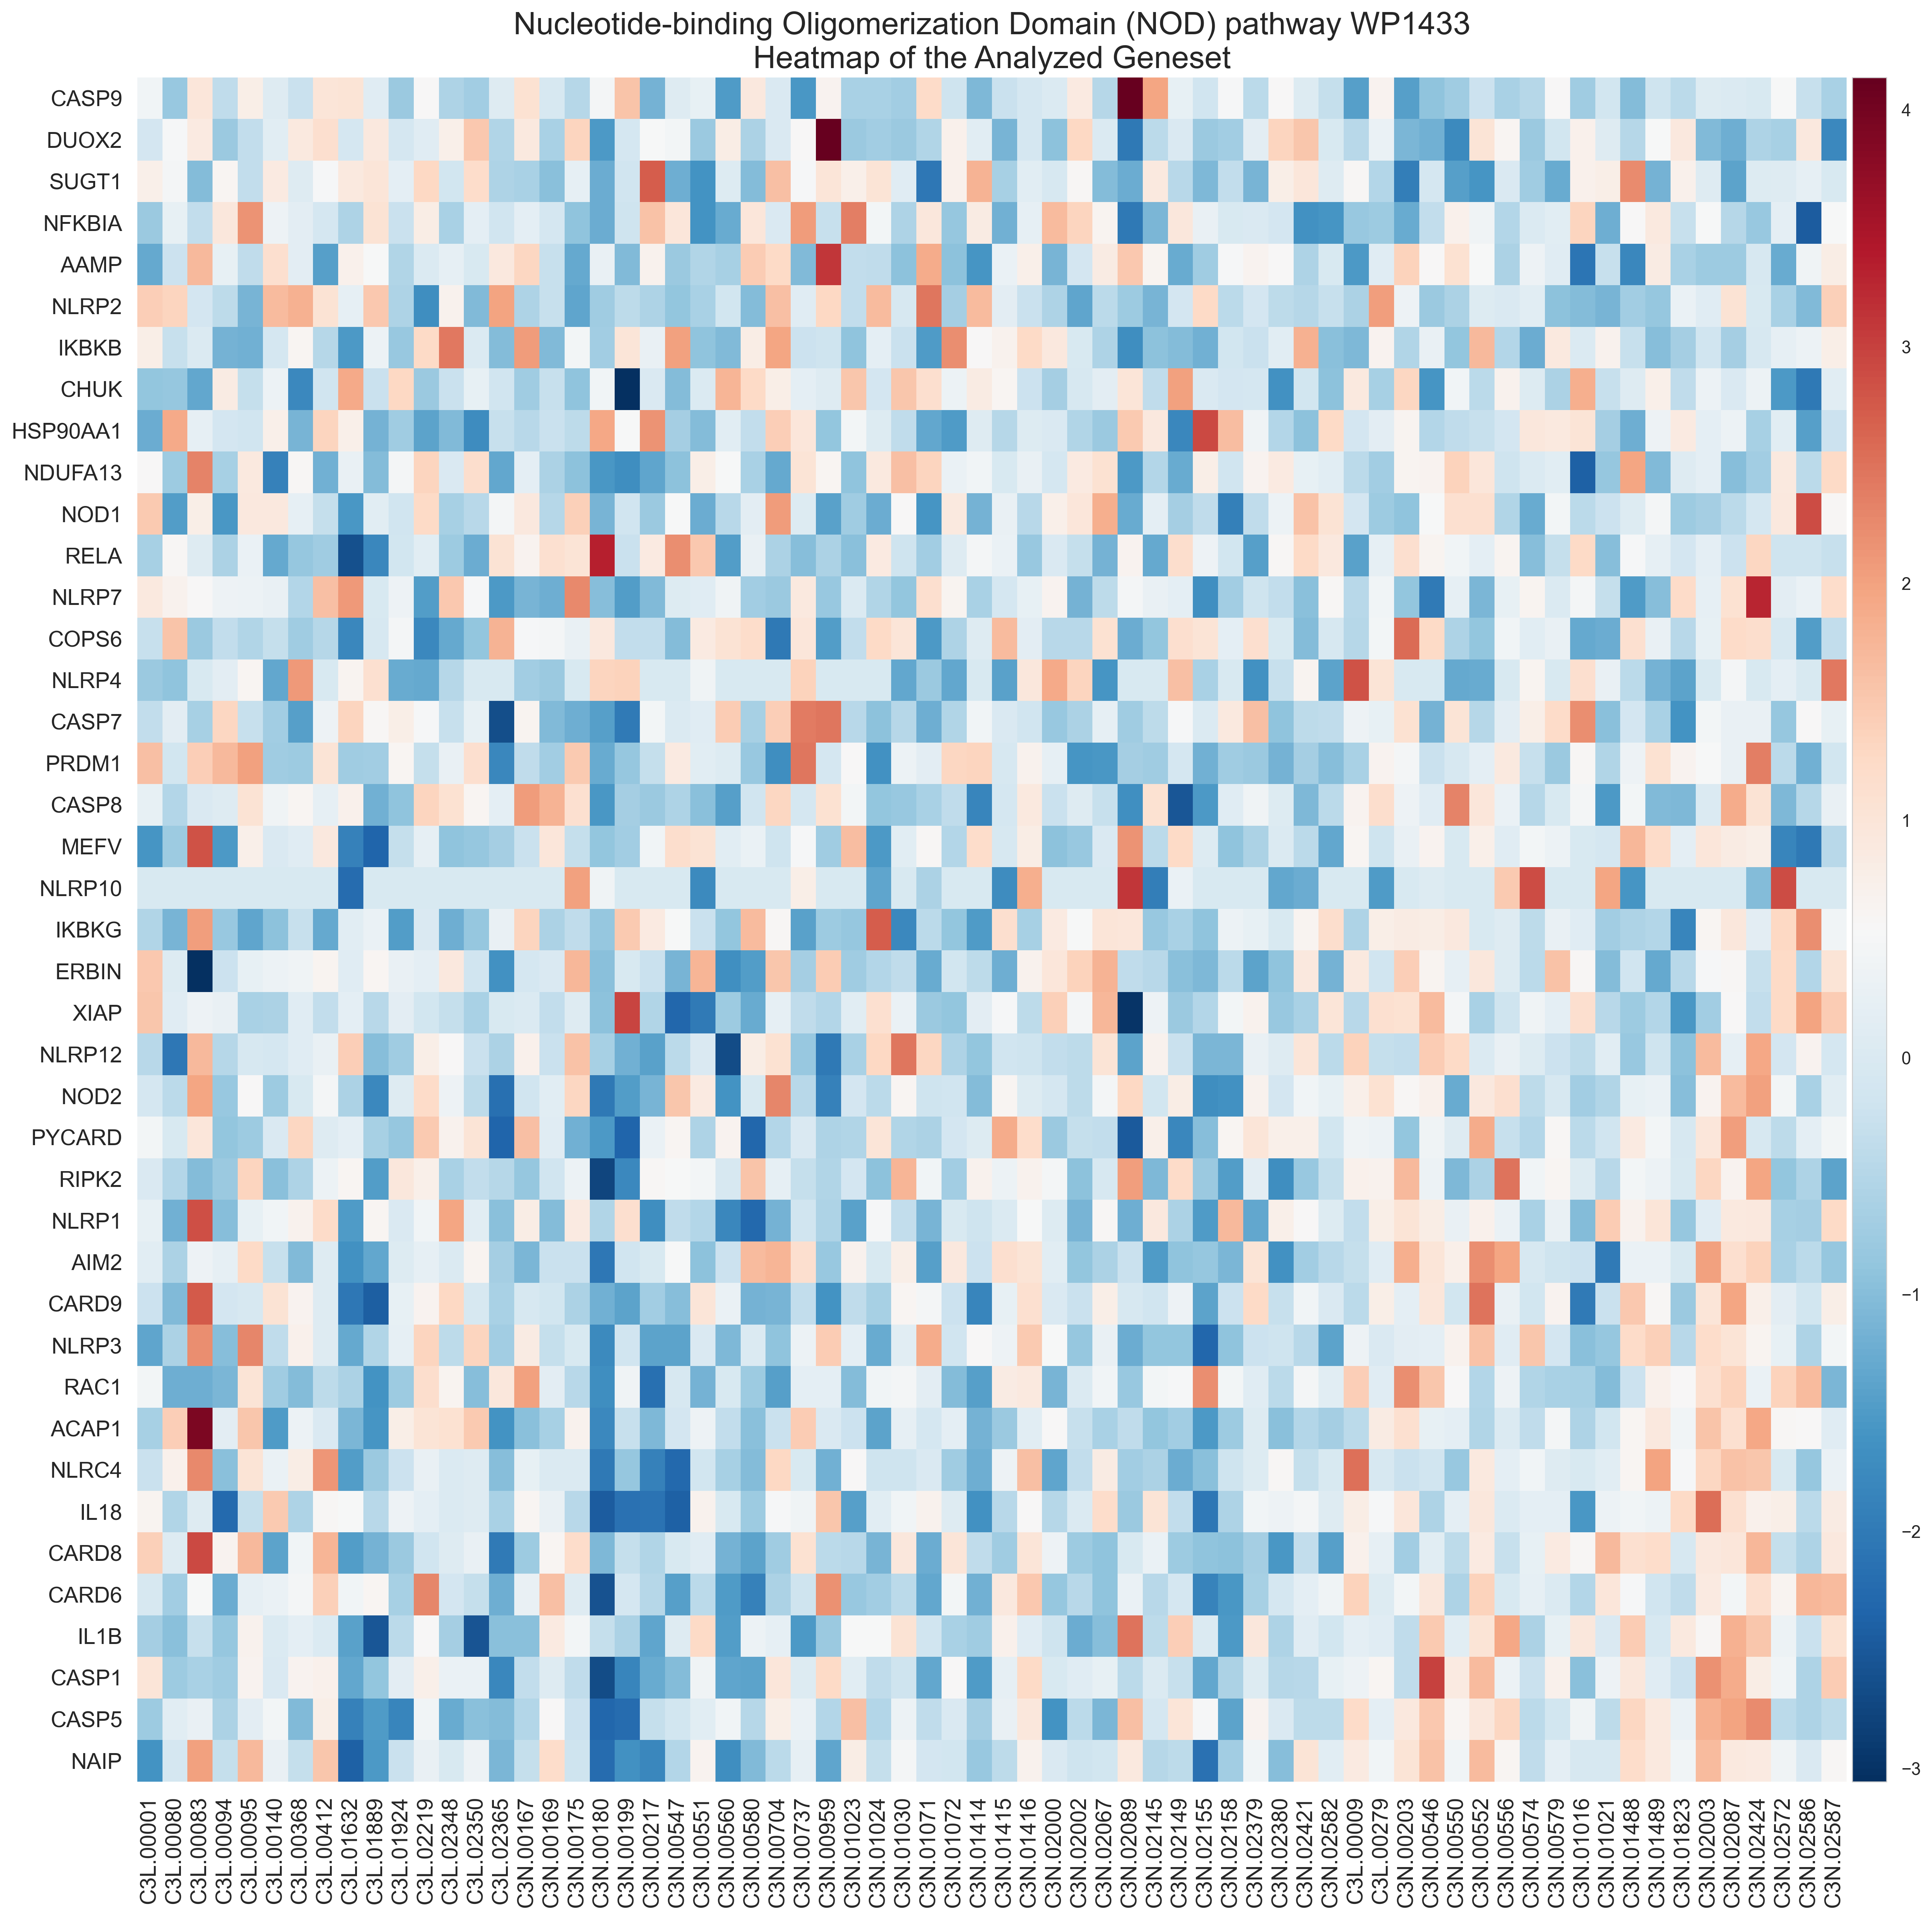 Nucleotide-binding Oligomerization Domain (NOD) pathway WP1433
Heatmap of the Analyzed Geneset
CASP9
DUOX2
SUGT1
NFKBIA
AAMP
NLRP2
IKBKB
CHUK
HSP90AA1
NDUFA13
NOD1
RELA
NLRP7
COPS6
NLRP4
CASP7
PRDM1
CASP8
MEFV
NLRP10
IKBKG
ERBIN
XIAP
NLRP12
NOD2
PYCARD
RIPK2
NLRP1
AIM2
CARD9
NLRP3
RAC1
ACAP1
NLRC4
IL18
CARD8
CARD6
IL1B
CASP1
CASP5
NAIP
4
3
2
1
0
−1
−2
−3
C3L.00001
C3L.00080
C3L.00083
C3L.00094
C3L.00095
C3L.00140
C3L.00368
C3L.00412
C3L.01632
C3L.01889
C3L.01924
C3L.02219
C3L.02348
C3L.02350
C3L.02365
C3N.00167
C3N.00169
C3N.00175
C3N.00180
C3N.00199
C3N.00217
C3N.00547
C3N.00551
C3N.00560
C3N.00580
C3N.00704
C3N.00737
C3N.00959
C3N.01023
C3N.01024
C3N.01030
C3N.01071
C3N.01072
C3N.01414
C3N.01415
C3N.01416
C3N.02000
C3N.02002
C3N.02067
C3N.02089
C3N.02145
C3N.02149
C3N.02155
C3N.02158
C3N.02379
C3N.02380
C3N.02421
C3N.02582
C3L.00009
C3L.00279
C3N.00203
C3N.00546
C3N.00550
C3N.00552
C3N.00556
C3N.00574
C3N.00579
C3N.01016
C3N.01021
C3N.01488
C3N.01489
C3N.01823
C3N.02003
C3N.02087
C3N.02424
C3N.02572
C3N.02586
C3N.02587